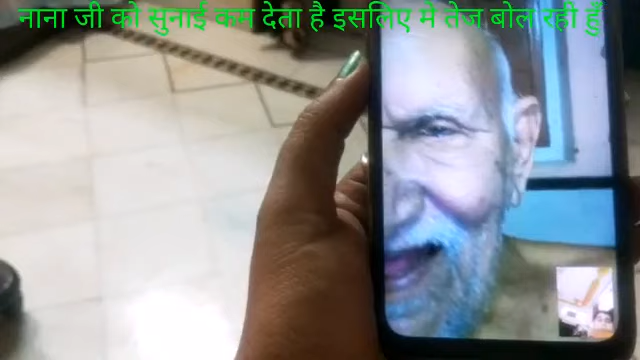 नाना जी को सुनाई कम देता है इसलिए मे तेज बोल रही हुँ